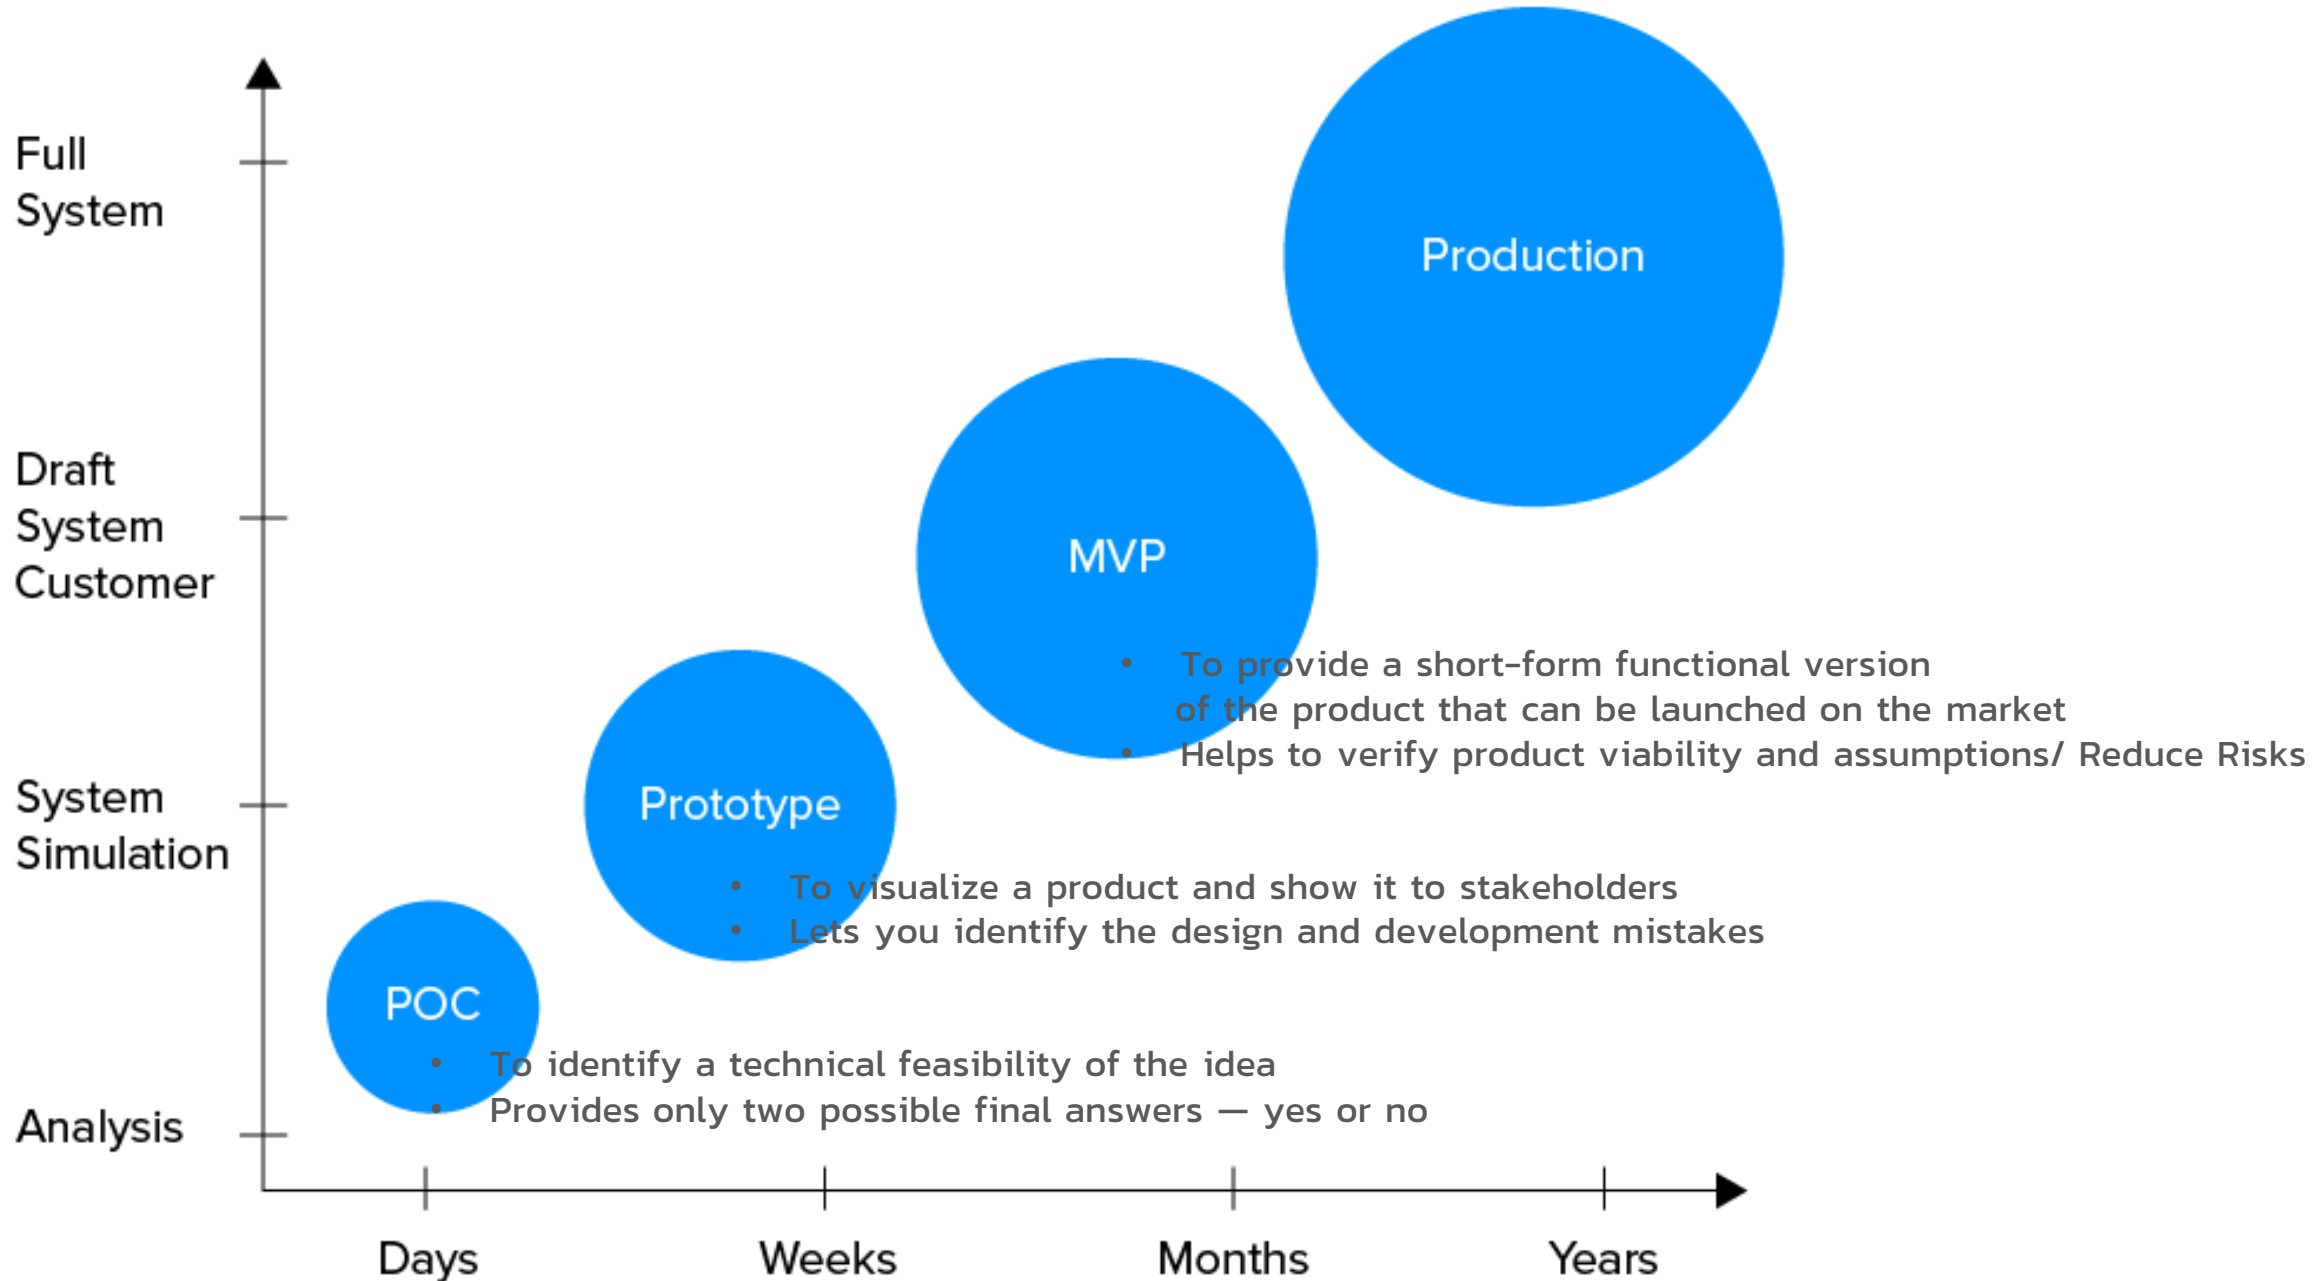 Full
System
Production
Draft
System
Customer
MVP
• To provide a short-form functional version
of the product that can be launched on the market
• Helps to verify product viability and assumptions/ Reduce Risks
System
Simulation
Prototype
• To visualize a product and show it to stakeholders
• Lets you identify the design and development mistakes
POC
• To identify a technical feasibility of the idea
• Provides only two possible final answers — yes or no
Analysis
Days Weeks Months Years